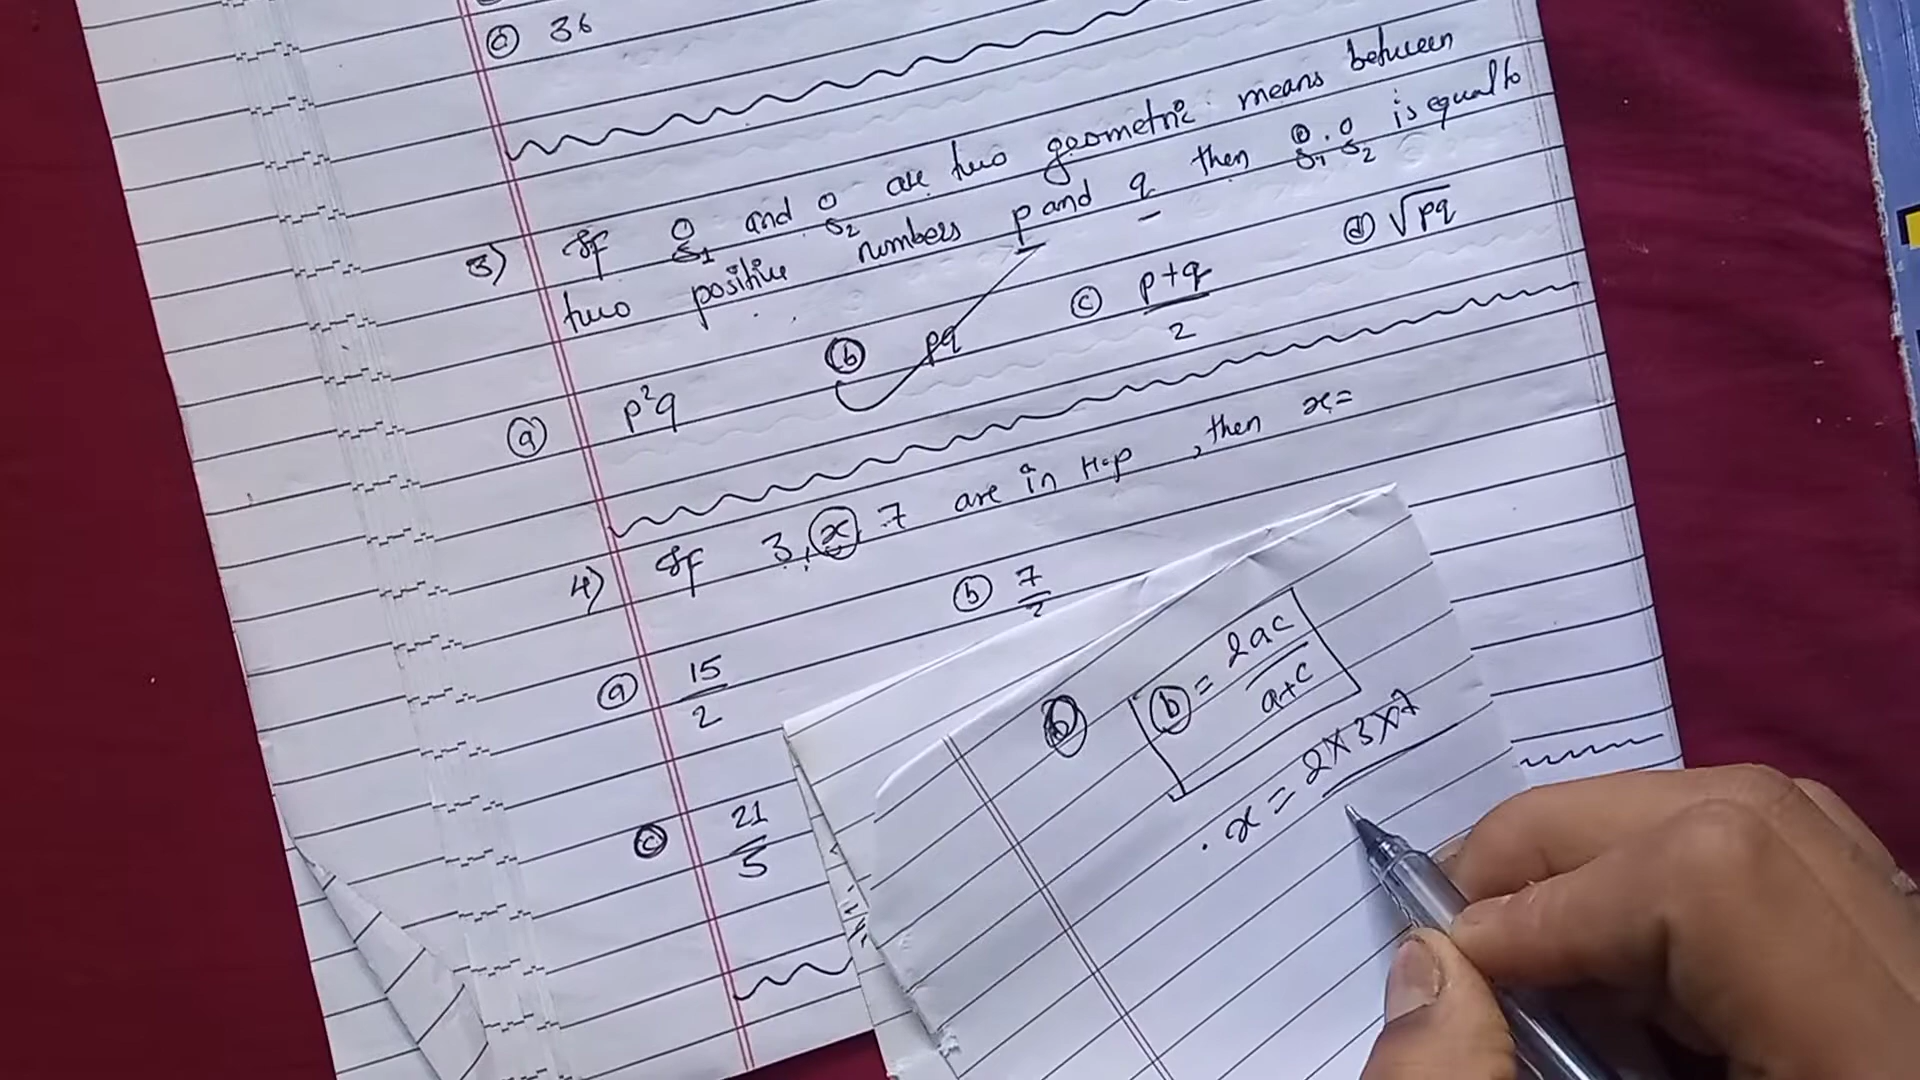 d 36
3) If g1 and g2 are two geometric means between
two positive numbers p and q then g1.g2 is equal to
a p²q b pq c p+q/2 d √pq
4) If 3, x, 7 are in H.p, then x=
a 15/2 b 7/2
c 21/5
b = 2ac/a+c
x = 2×3×7